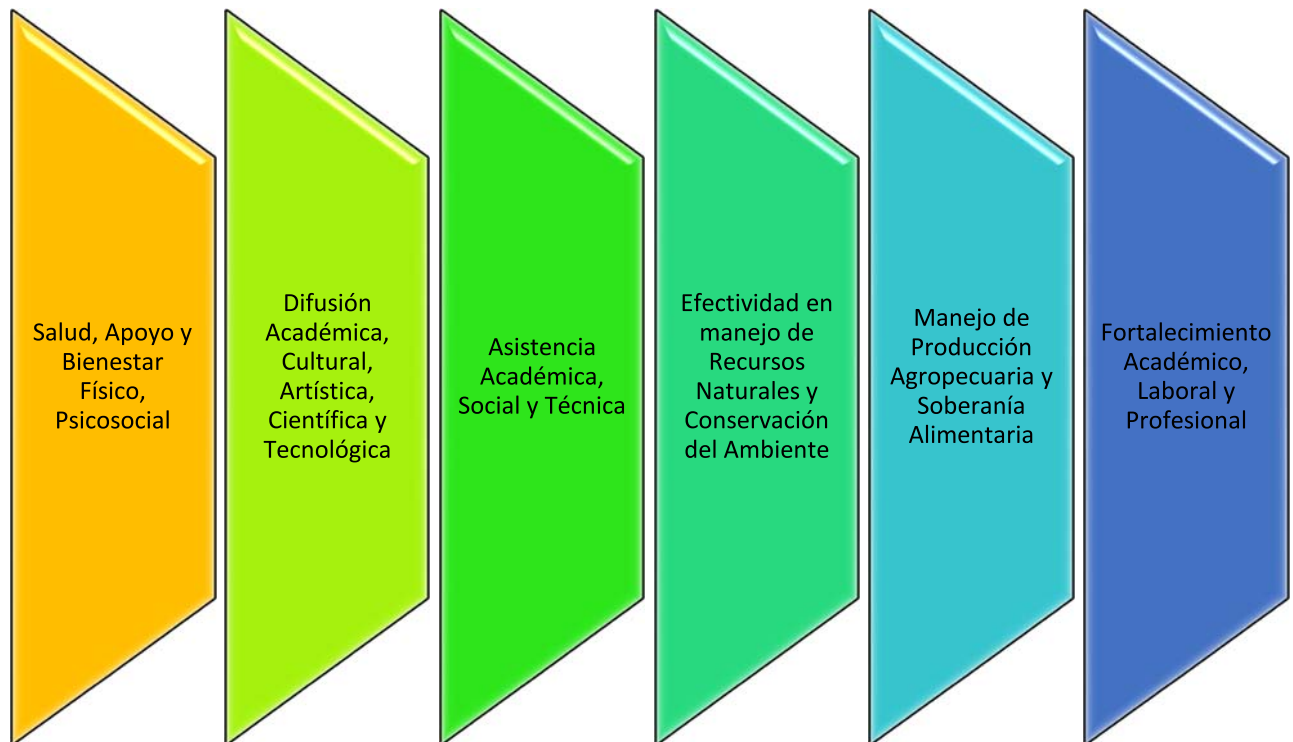 Salud, Apoyo y
Bienestar
Físico,
Psicosocial
Difusión
Académica,
Cultural,
Artística,
Científica y
Tecnológica
Asistencia
Académica,
Social y Técnica
Efectividad en
manejo de
Recursos
Naturales y
Conservación
del Ambiente
Manejo de
Producción
Agropecuaria y
Soberanía
Alimentaria
Fortalecimiento
Académico,
Laboral y
Profesional